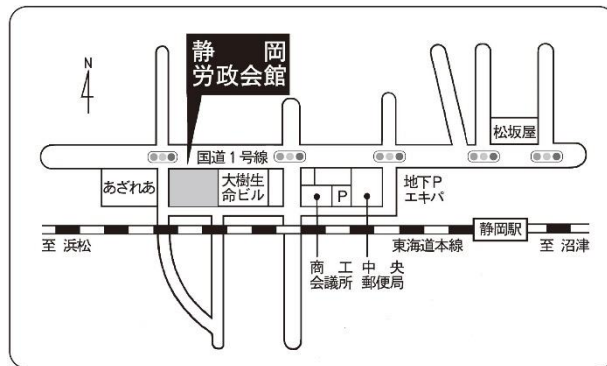 静岡
労政会館
N
松坂屋
国道1号線
あざれあ
大樹生
命ビル
P
地下P
エキパ
至 浜松
東海道本線
静岡駅
至 沼津
商工
会議所
中央
郵便局